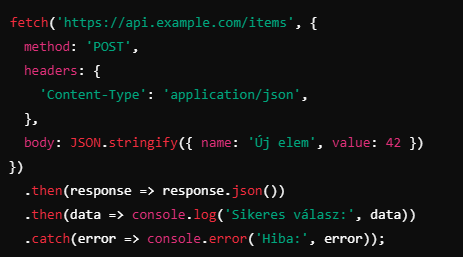 fetch('https://api.example.com/items', {
  method: 'POST',
  headers: {
    'Content-Type': 'application/json',
  },
  body: JSON.stringify({ name: 'Új elem', value: 42 })
})
  .then(response => response.json())
  .then(data => console.log('Sikeres válasz:', data))
  .catch(error => console.error('Hiba:', error));